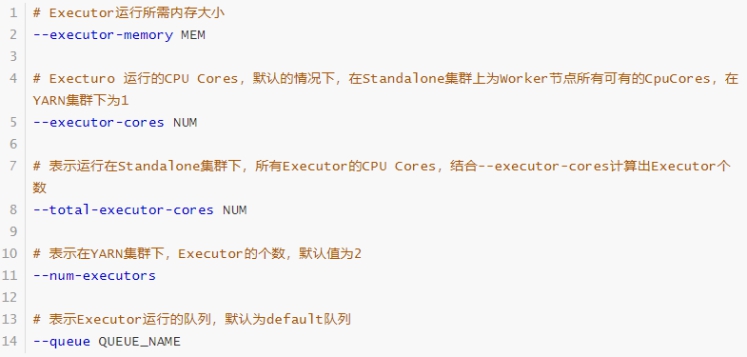 1 # Executor运行所需内存大小
2 --executor-memory MEM
3
4 # Executro 运行的CPU Cores，默认的情况下，在Standalone集群上为Worker节点所有可有的CpuCores，在
YARN集群下为1
5 --executor-cores NUM
6
7 # 表示运行在Standalone集群下，所有Executor的CPU Cores，结合--executor-cores计算出Executor个
数
8 --total-executor-cores NUM
9
10 # 表示在YARN集群下，Executor的个数，默认值为2
11 --num-executors
12
13 # 表示Executor运行的队列，默认为default队列
14 --queue QUEUE_NAME